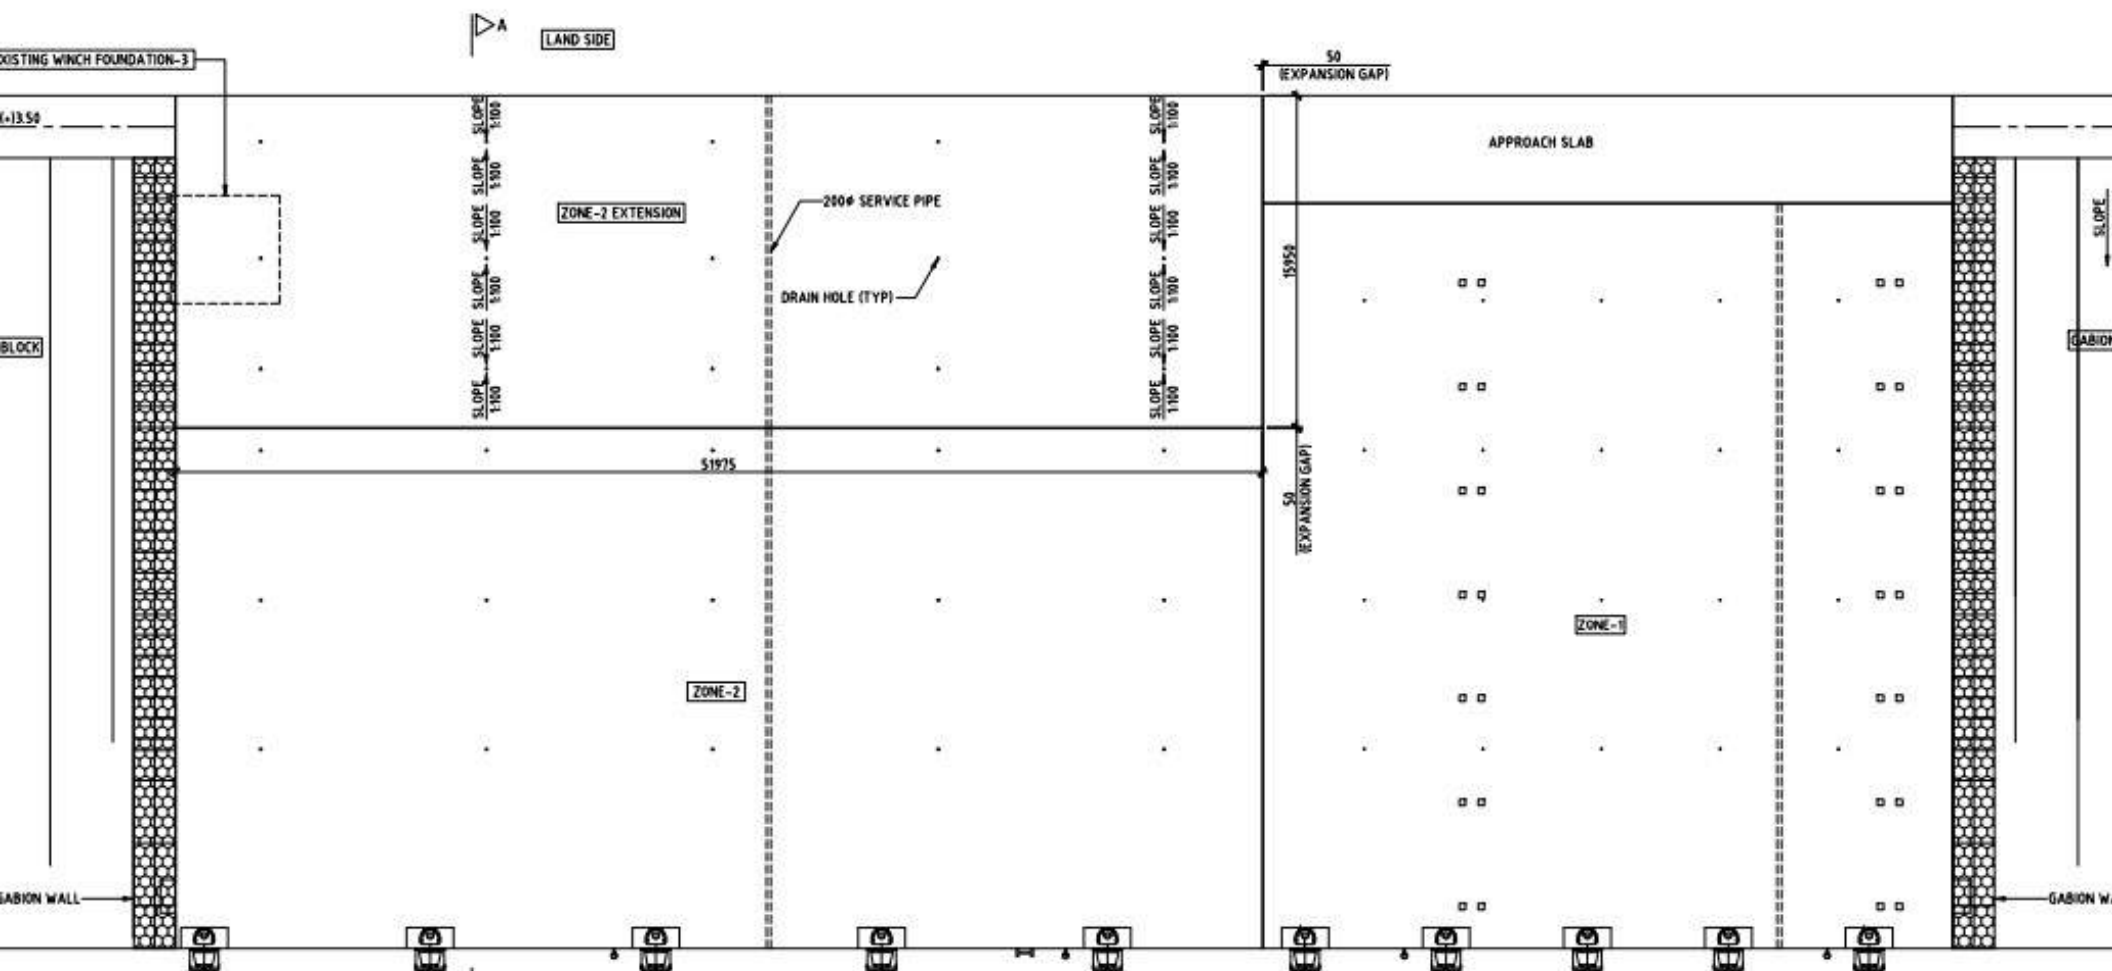 A
LAND SIDE
XISTING WINCH FOUNDATION-3
50
(EXPANSION GAP)
(+)3.50
SLOPE
1:100
SLOPE
1:100
SLOPE
1:100
SLOPE
1:100
SLOPE
1:100
SLOPE
1:100
SLOPE
1:100
SLOPE
1:100
SLOPE
1:100
SLOPE
1:100
SLOPE
1:100
SLOPE
1:100
APPROACH SLAB
200ø SERVICE PIPE
ZONE-2 EXTENSION
SLOPE
15950
DRAIN HOLE (TYP)
BLOCK
GABION
51975
50
(EXPANSION GAP)
ZONE-1
ZONE-2
GABION WALL
GABION WA